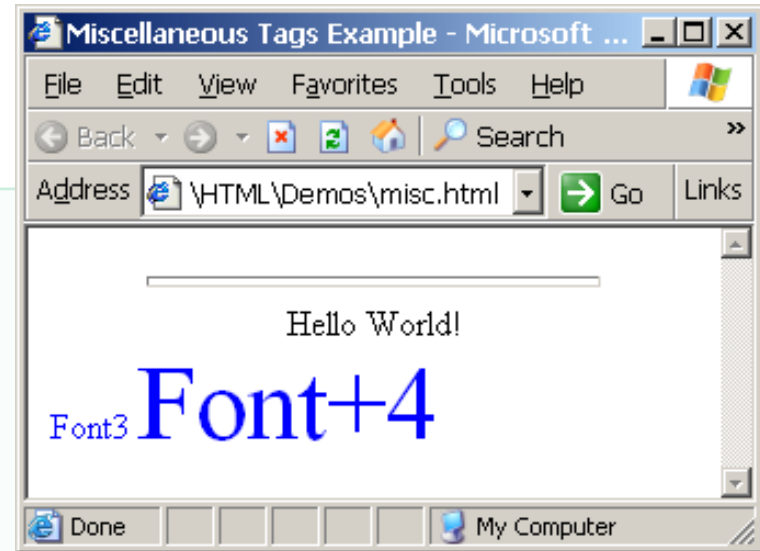 Miscellaneous Tags Example - Microsoft ...
File Edit View Favorites Tools Help
Back Search »
Address \HTML\Demos\misc.html Go Links
Hello World!
Font3 Font+4
Done My Computer